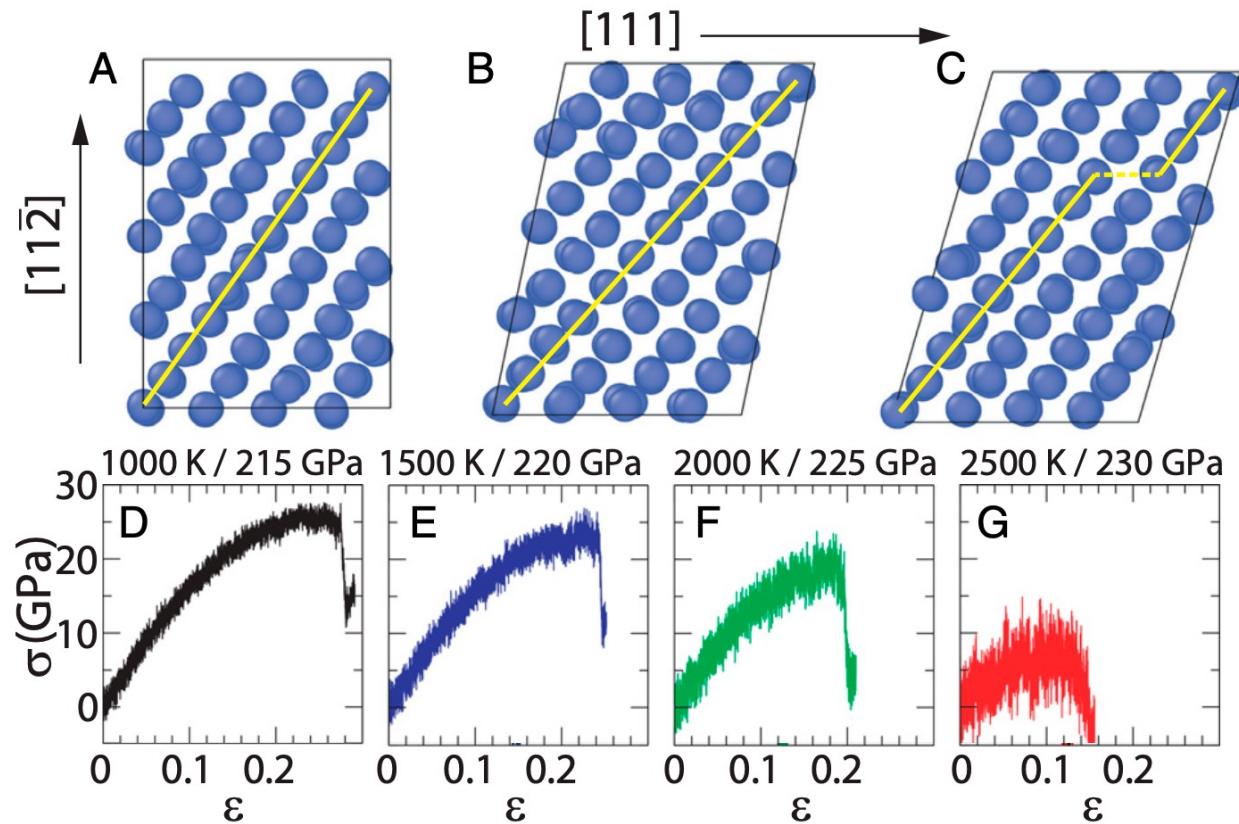 [111]
A
B
C
[11̄2]
1000 K / 215 GPa
1500 K / 220 GPa
2000 K / 225 GPa
2500 K / 230 GPa
30
20
10
0
σ(GPa)
D
E
F
G
0 0.1 0.2
0 0.1 0.2
0 0.1 0.2
0 0.1 0.2
ε
ε
ε
ε